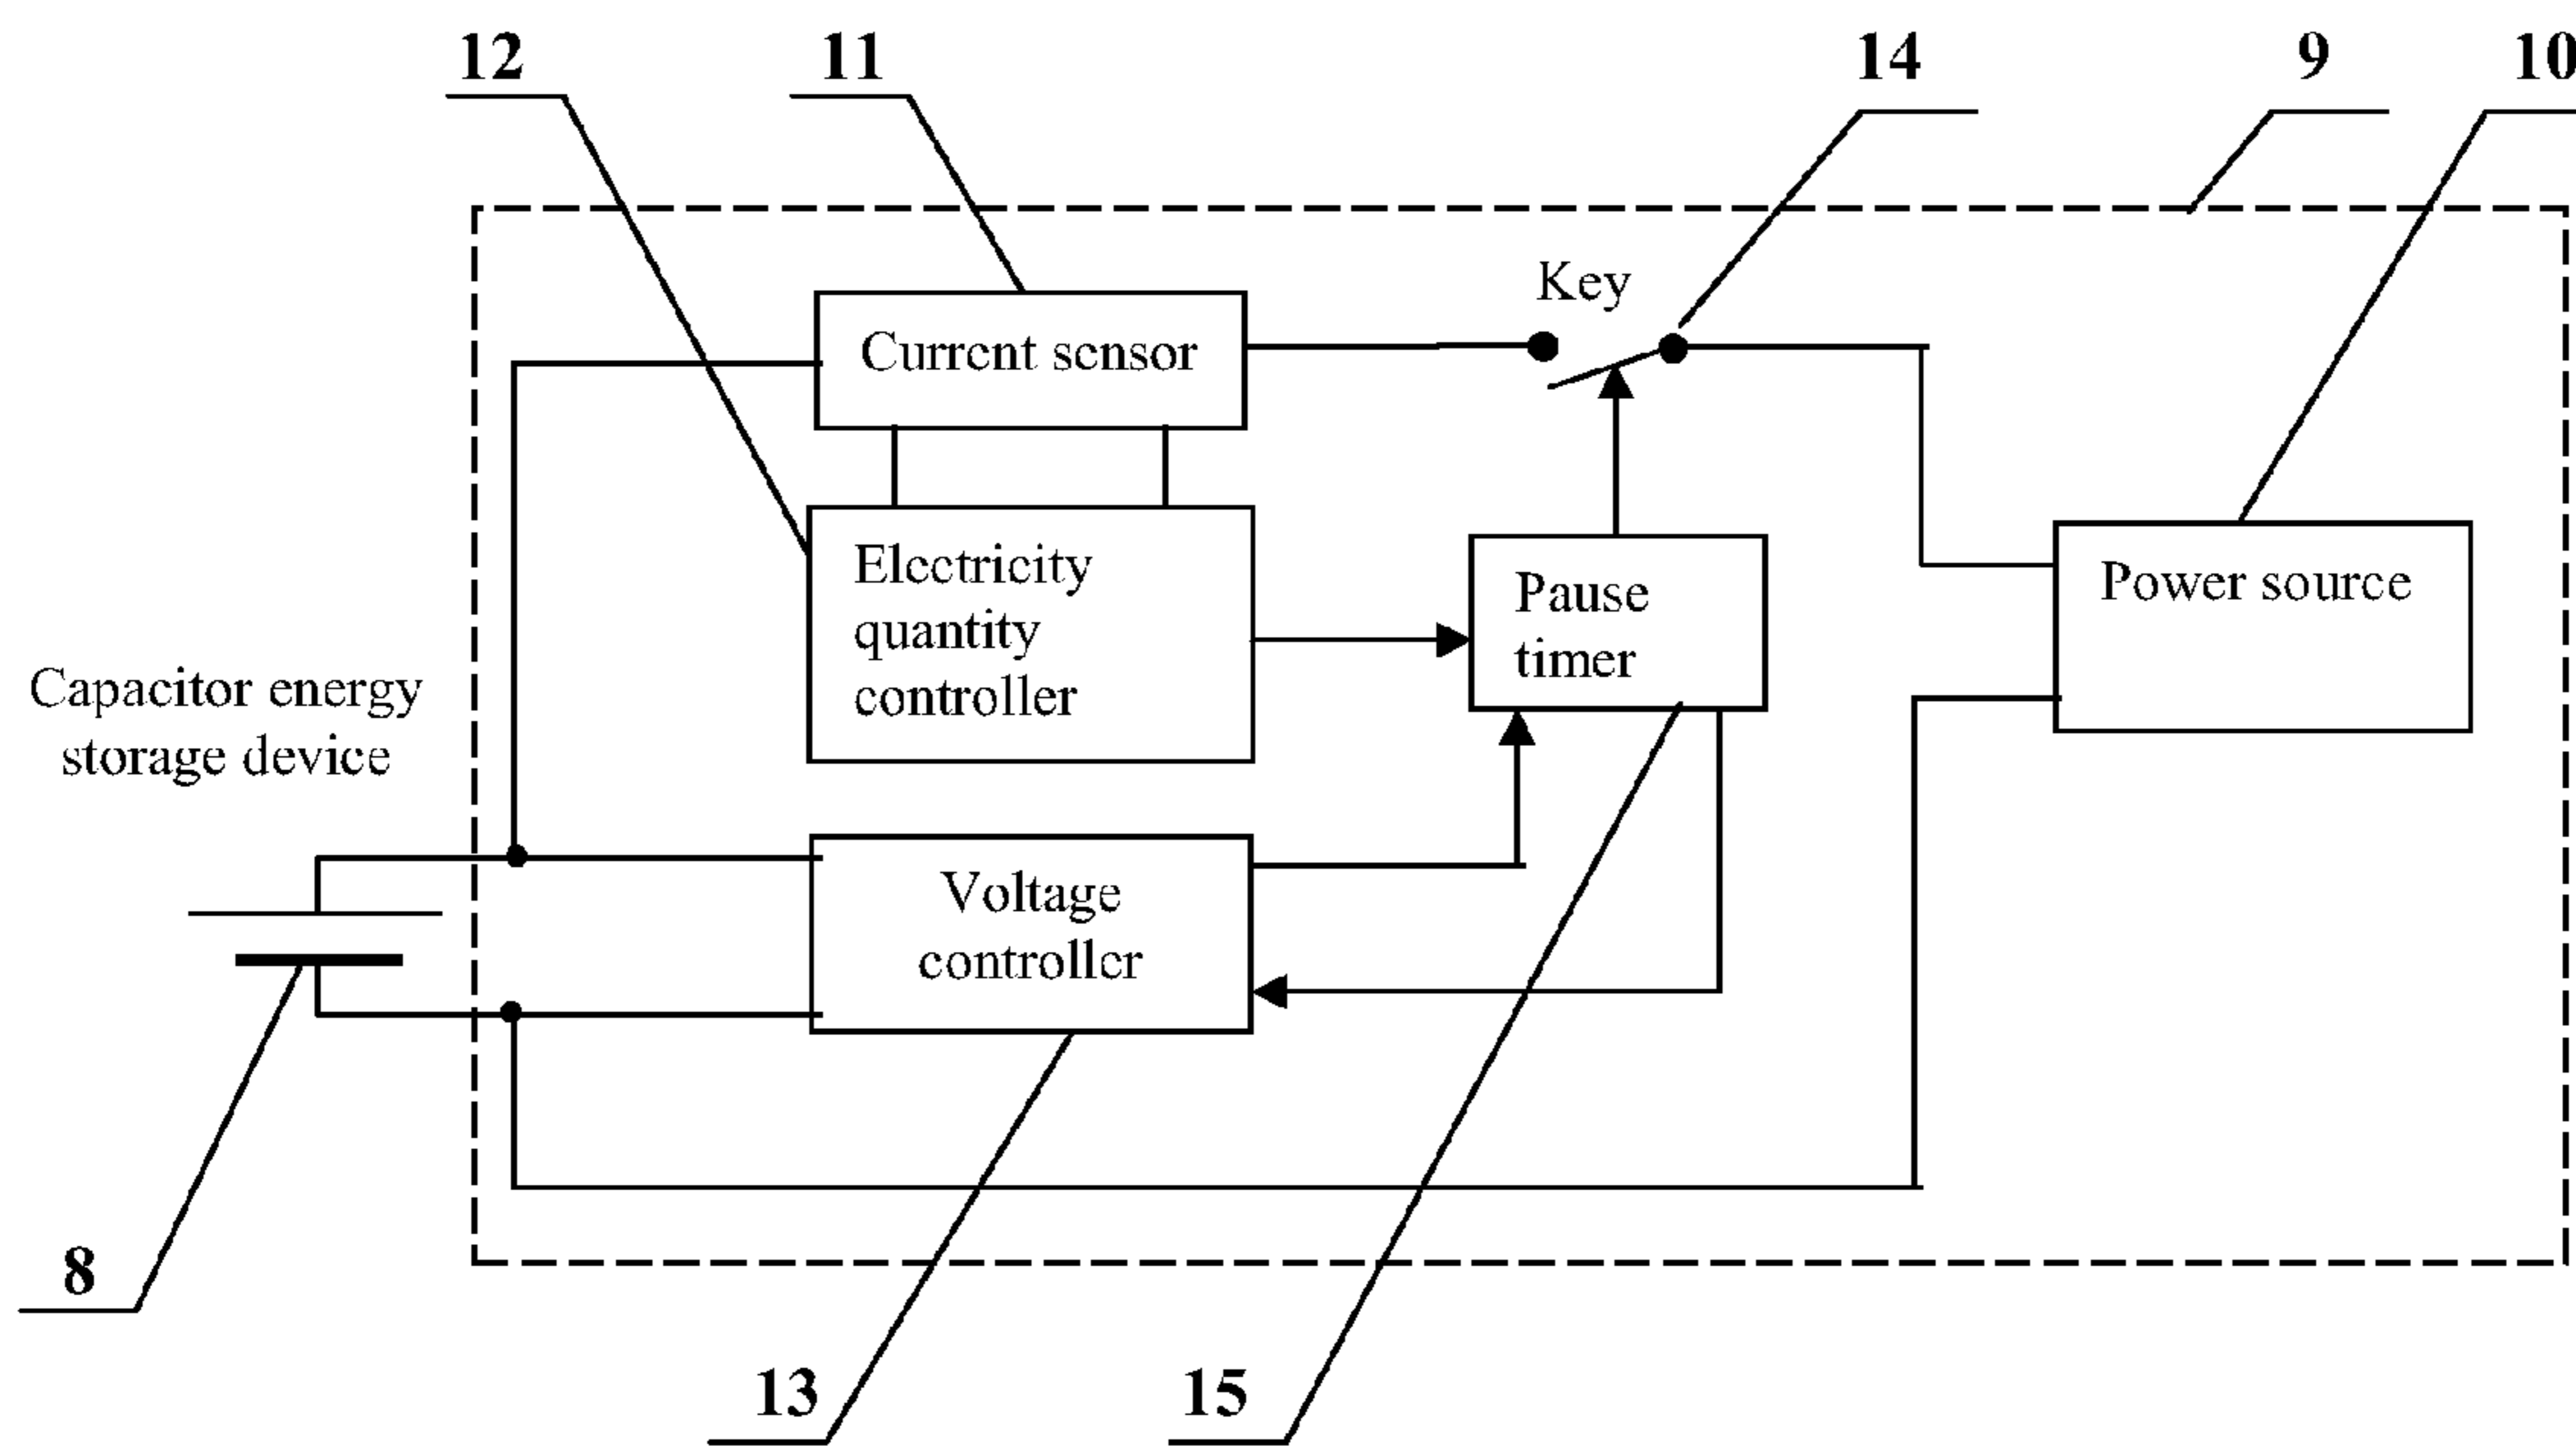 12
11
14
9
10
Key
Current sensor
Electricity
quantity
controller
Pause
timer
Power source
Capacitor energy
storage device
Voltage
controller
8
13
15